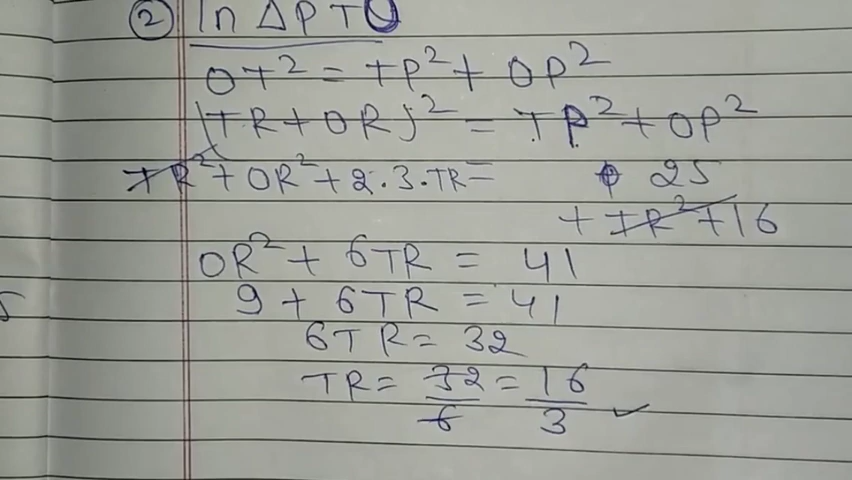 ② In Δ PTO
OT² = TP² + OP²
(TR + OR)² = TP² + OP²
TR² + OR² + 2.3.TR = 25
+ TR² + 16
OR² + 6TR = 41
9 + 6TR = 41
6TR = 32
TR = 32/6 = 16/3 ✓